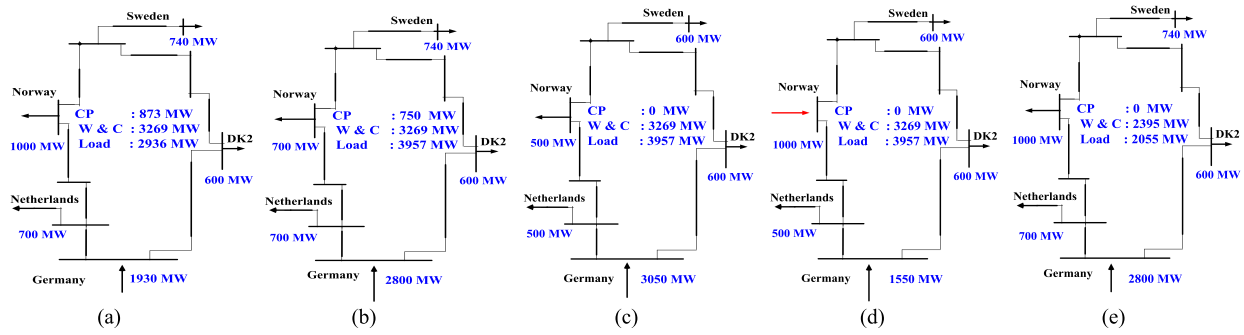 Sweden
740 MW
Norway
CP : 873 MW
W & C : 3269 MW
Load : 2936 MW
1000 MW
DK2
600 MW
Netherlands
700 MW
Germany
1930 MW
(a)
Sweden
740 MW
Norway
CP : 750 MW
W & C : 3269 MW
Load : 3957 MW
700 MW
DK2
600 MW
Netherlands
700 MW
Germany
2800 MW
(b)
Sweden
600 MW
Norway
CP : 0 MW
W & C : 3269 MW
Load : 3957 MW
500 MW
DK2
600 MW
Netherlands
500 MW
Germany
3050 MW
(c)
Sweden
600 MW
Norway
CP : 0 MW
W & C : 3269 MW
Load : 3957 MW
1000 MW
DK2
600 MW
Netherlands
500 MW
Germany
1550 MW
(d)
Sweden
740 MW
Norway
CP : 0 MW
W & C : 2395 MW
Load : 2055 MW
1000 MW
DK2
600 MW
Netherlands
700 MW
Germany
2800 MW
(e)